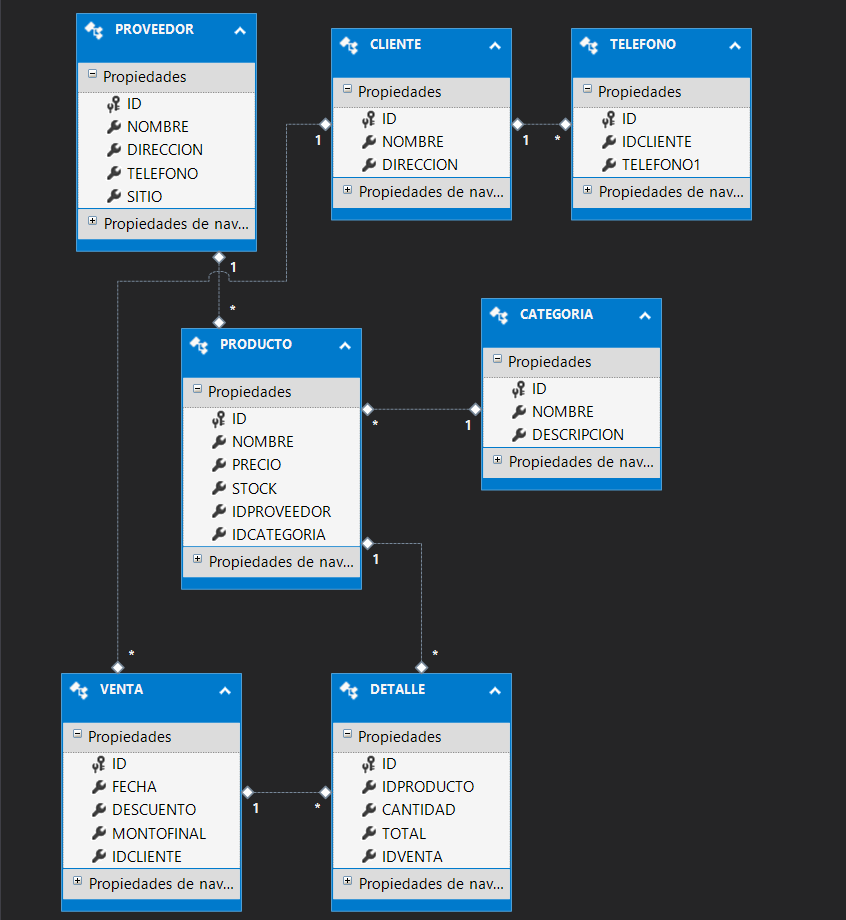 PROVEEDOR
Propiedades
ID
NOMBRE
DIRECCION
TELEFONO
SITIO
Propiedades de nav...
CLIENTE
Propiedades
ID
NOMBRE
DIRECCION
Propiedades de nav...
TELEFONO
Propiedades
ID
IDCLIENTE
TELEFONO1
Propiedades de nav...
1
1
*
1
*
PRODUCTO
Propiedades
ID
NOMBRE
PRECIO
STOCK
IDPROVEEDOR
IDCATEGORIA
Propiedades de nav...
CATEGORIA
Propiedades
ID
NOMBRE
DESCRIPCION
Propiedades de nav...
*
1
1
*
*
VENTA
Propiedades
ID
FECHA
DESCUENTO
MONTOFINAL
IDCLIENTE
Propiedades de nav...
1
*
DETALLE
Propiedades
ID
IDPRODUCTO
CANTIDAD
TOTAL
IDVENTA
Propiedades de nav...